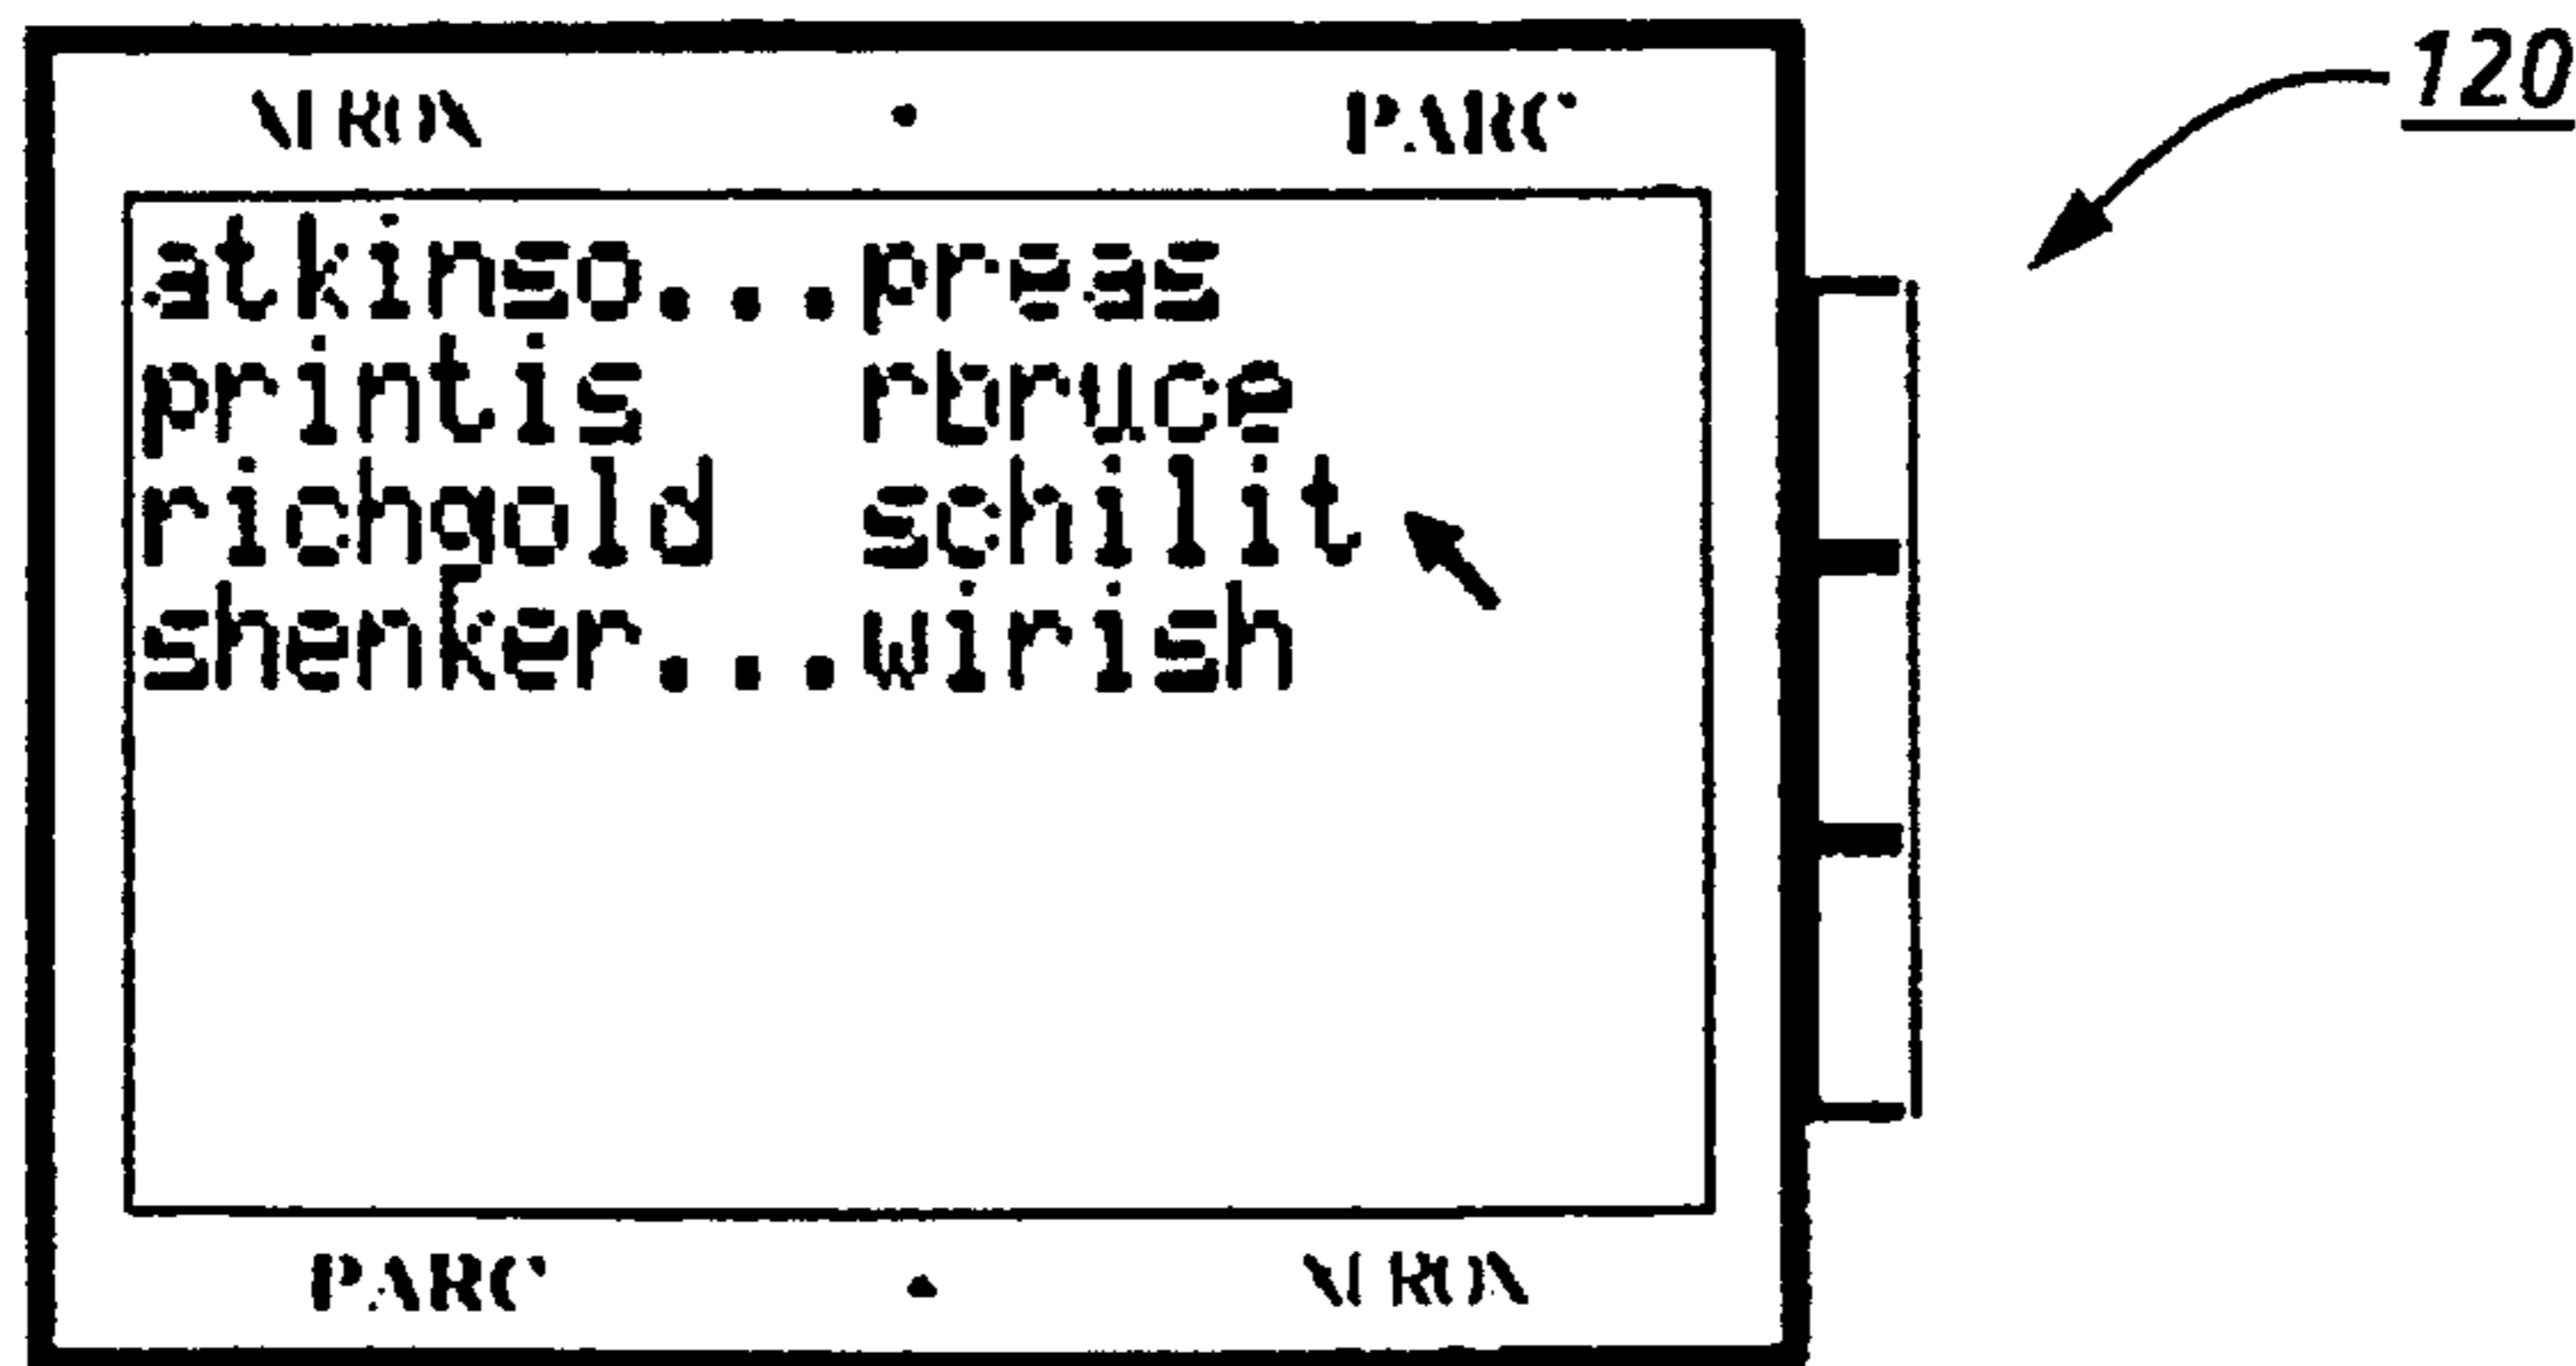 XEROX • PARC
120
atkinso...preas
printis rbruce
richgold schilit
shenker...wirish
PARC • XEROX